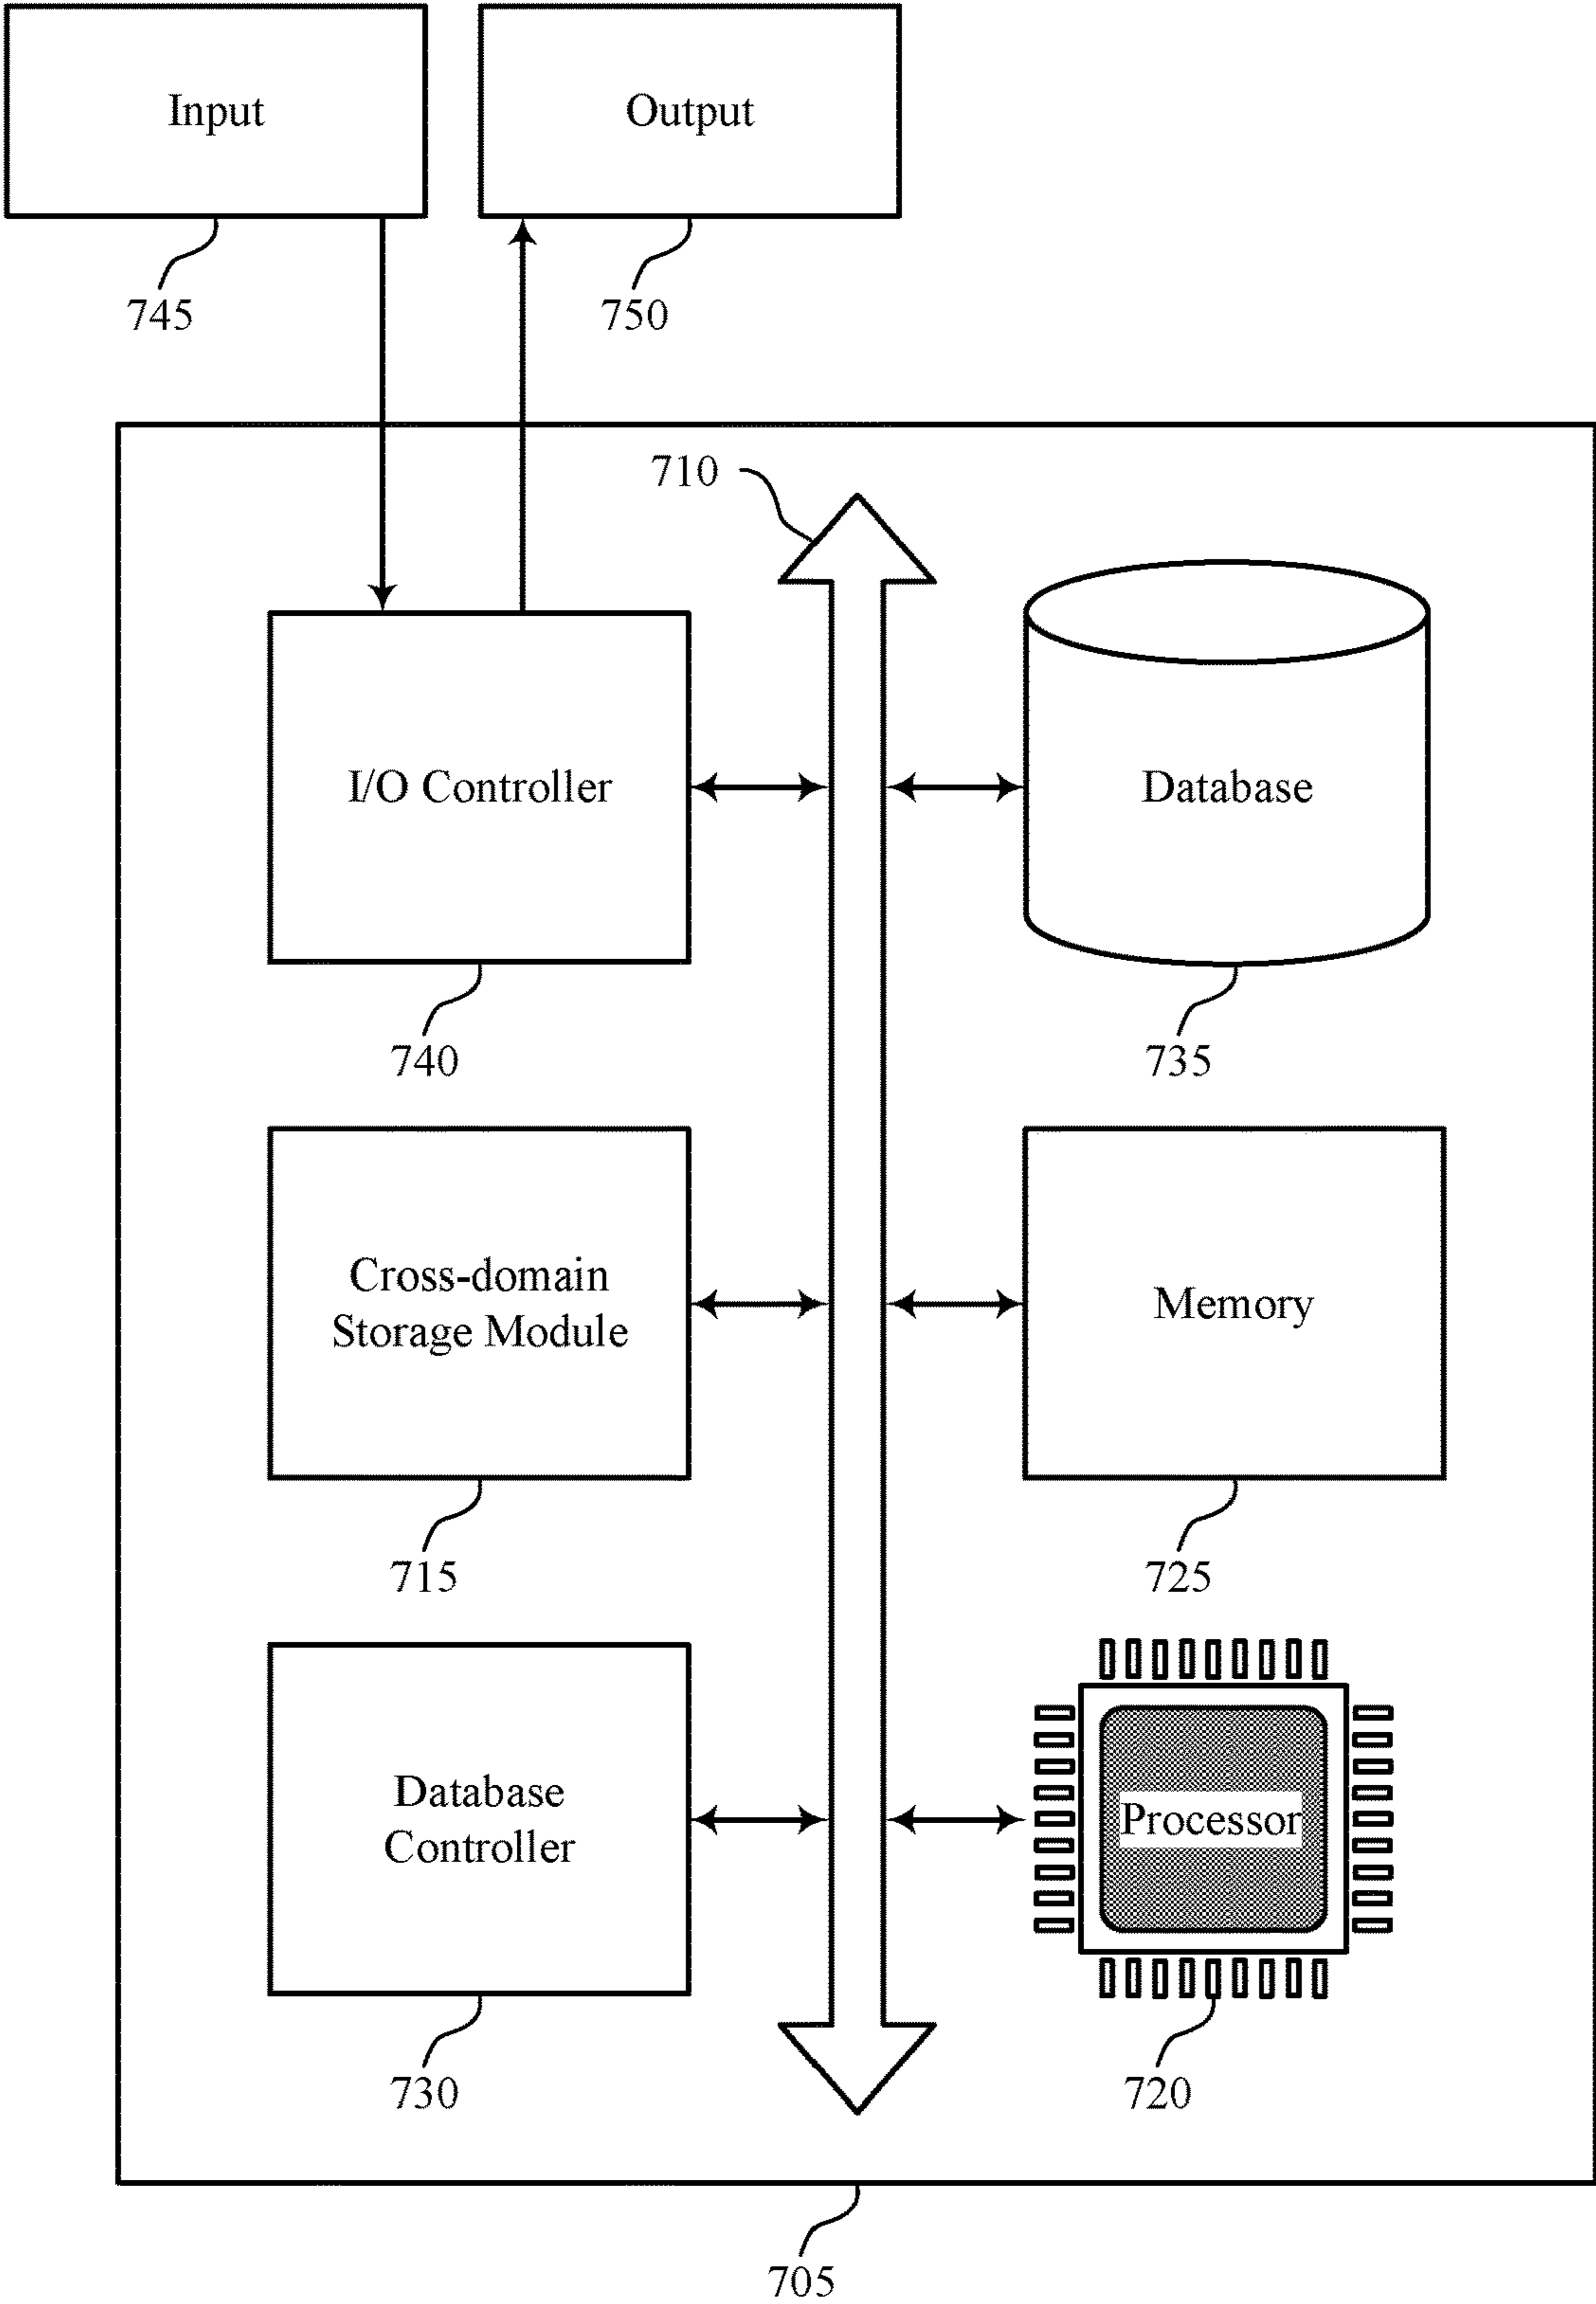 Input
Output
745
750
710
I/O Controller
Database
740
735
Cross-domain
Storage Module
Memory
715
725
Database
Controller
Processor
730
720
705